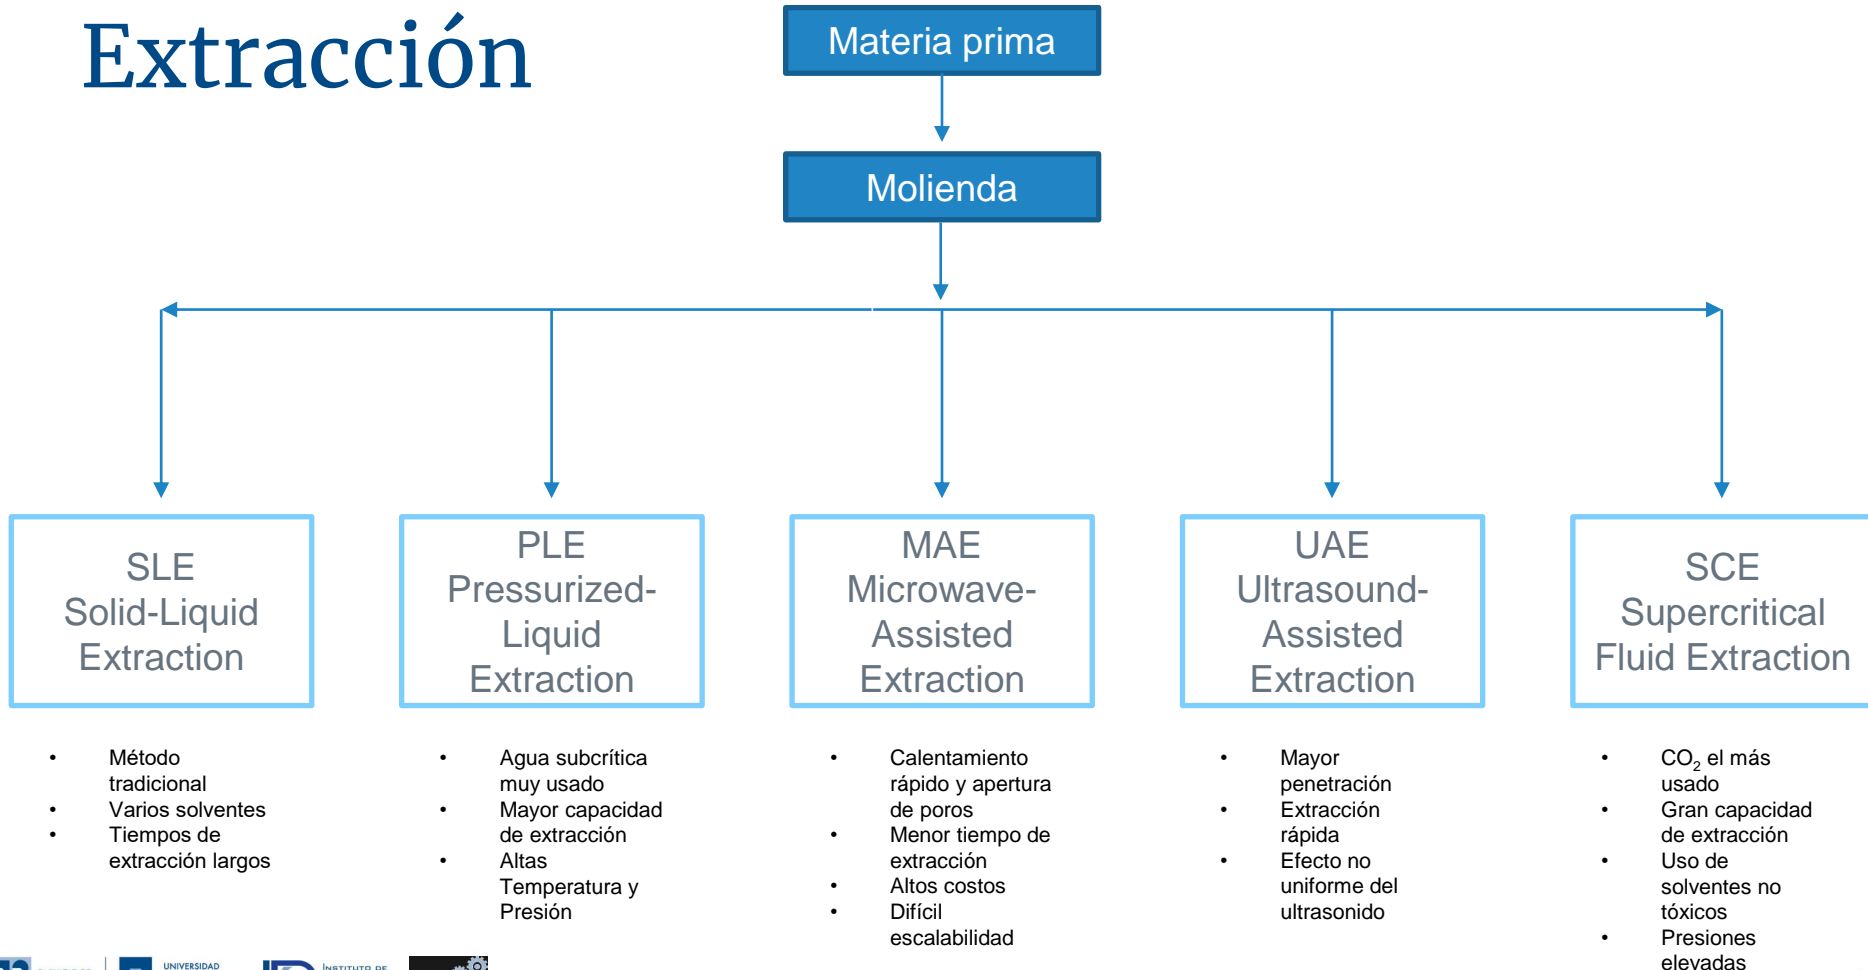 Extracción
Materia prima
Molienda
SLE
Solid-Liquid
Extraction
PLE
Pressurized-
Liquid
Extraction
MAE
Microwave-
Assisted
Extraction
UAE
Ultrasound-
Assisted
Extraction
SCE
Supercritical
Fluid Extraction
• Método
tradicional
• Varios solventes
• Tiempos de
extracción largos
• Agua subcrítica
muy usado
• Mayor capacidad
de extracción
• Altas
Temperatura y
Presión
• Calentamiento
rápido y apertura
de poros
• Menor tiempo de
extracción
• Altos costos
• Difícil
escalabilidad
• Mayor
penetración
• Extracción
rápida
• Efecto no
uniforme del
ultrasonido
• CO₂ el más
usado
• Gran capacidad
de extracción
• Uso de
solventes no
tóxicos
• Presiones
elevadas
UNIVERSIDAD
INSTITUTO DE